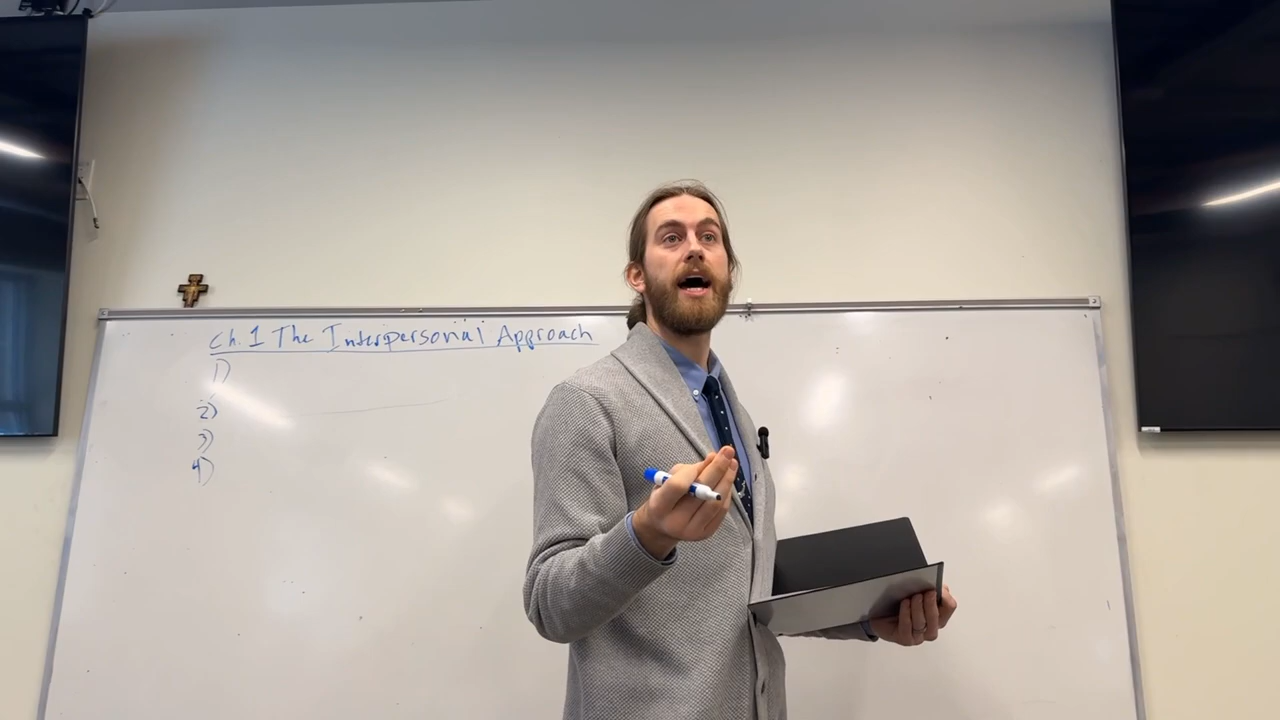 Ch. 1 The Interpersonal Approach
1)
2)
3)
4)